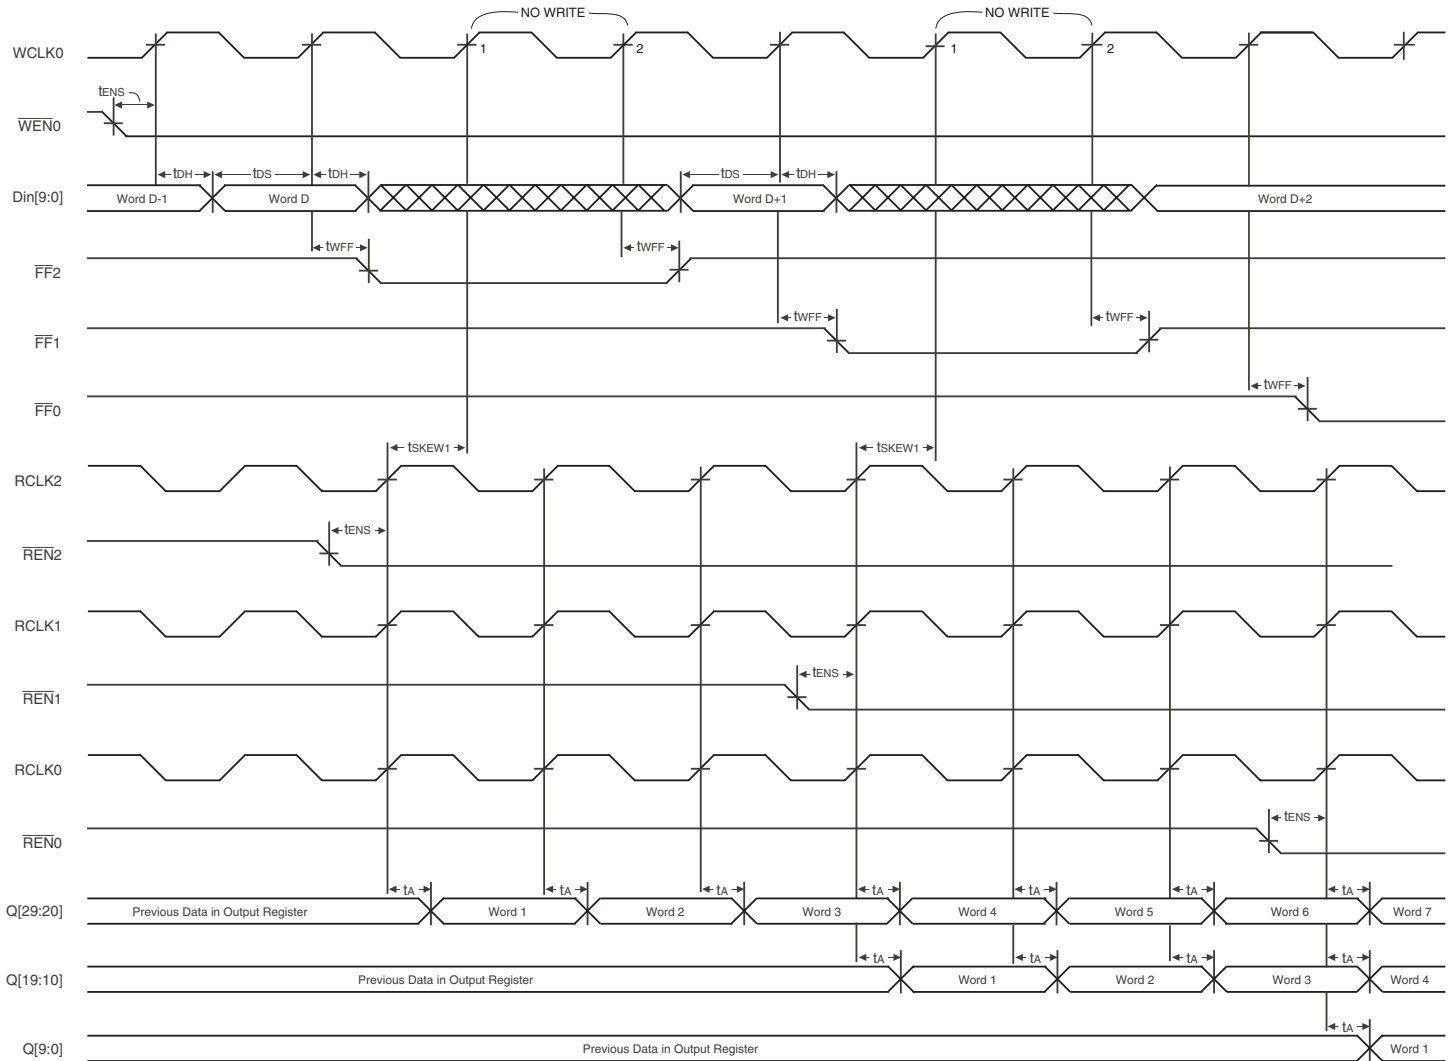 NO WRITE NO WRITE
WCLK0 1 2 1 2
tENS
WEN0
tDH tDS tDH tDS tDH
Din[9:0] Word D-1 Word D Word D+1 Word D+2
tWFF tWFF
FF2
tWFF tWFF
FF1
tWFF
FF0
tSKEW1 tSKEW1
RCLK2
tENS
REN2
RCLK1
tENS
REN1
RCLK0
tENS
REN0
tA tA tA tA tA tA tA
Q[29:20] Previous Data in Output Register Word 1 Word 2 Word 3 Word 4 Word 5 Word 6 Word 7
tA tA tA tA
Q[19:10] Previous Data in Output Register Word 1 Word 2 Word 3 Word 4
tA
Q[9:0] Previous Data in Output Register Word 1